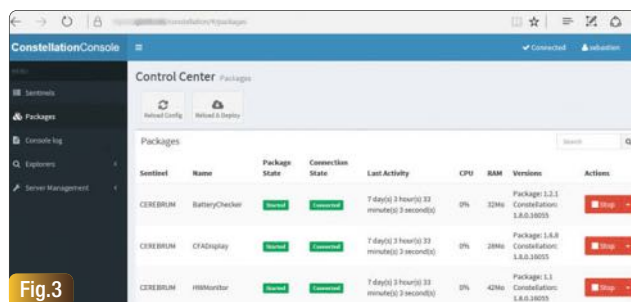 constellation/#/packages
ConstellationConsole
Connected
sebastien
MENU
Sentinels
Packages
Console log
Explorers
Server Management
Control Center Packages
Reload Config
Reload & Deploy
Packages
Search
Sentinel Name Package State Connection State Last Activity CPU RAM Versions Actions
CEREBRUM BatteryChecker Started Connected 7 day(s) 3 hour(s) 33 minute(s) 3 second(s) 0% 32Mo Package: 1.2.1 Constellation: 1.8.0.16055 Stop
CEREBRUM CFADisplay Started Connected 7 day(s) 3 hour(s) 33 minute(s) 3 second(s) 0% 28Mo Package: 1.4.8 Constellation: 1.8.0.16055 Stop
CEREBRUM HWMonitor Started Connected 7 day(s) 3 hour(s) 33 minute(s) 2 second(s) 0% 42Mo Package: 1.1 Constellation: 1.8.0.16055 Stop
Fig.3